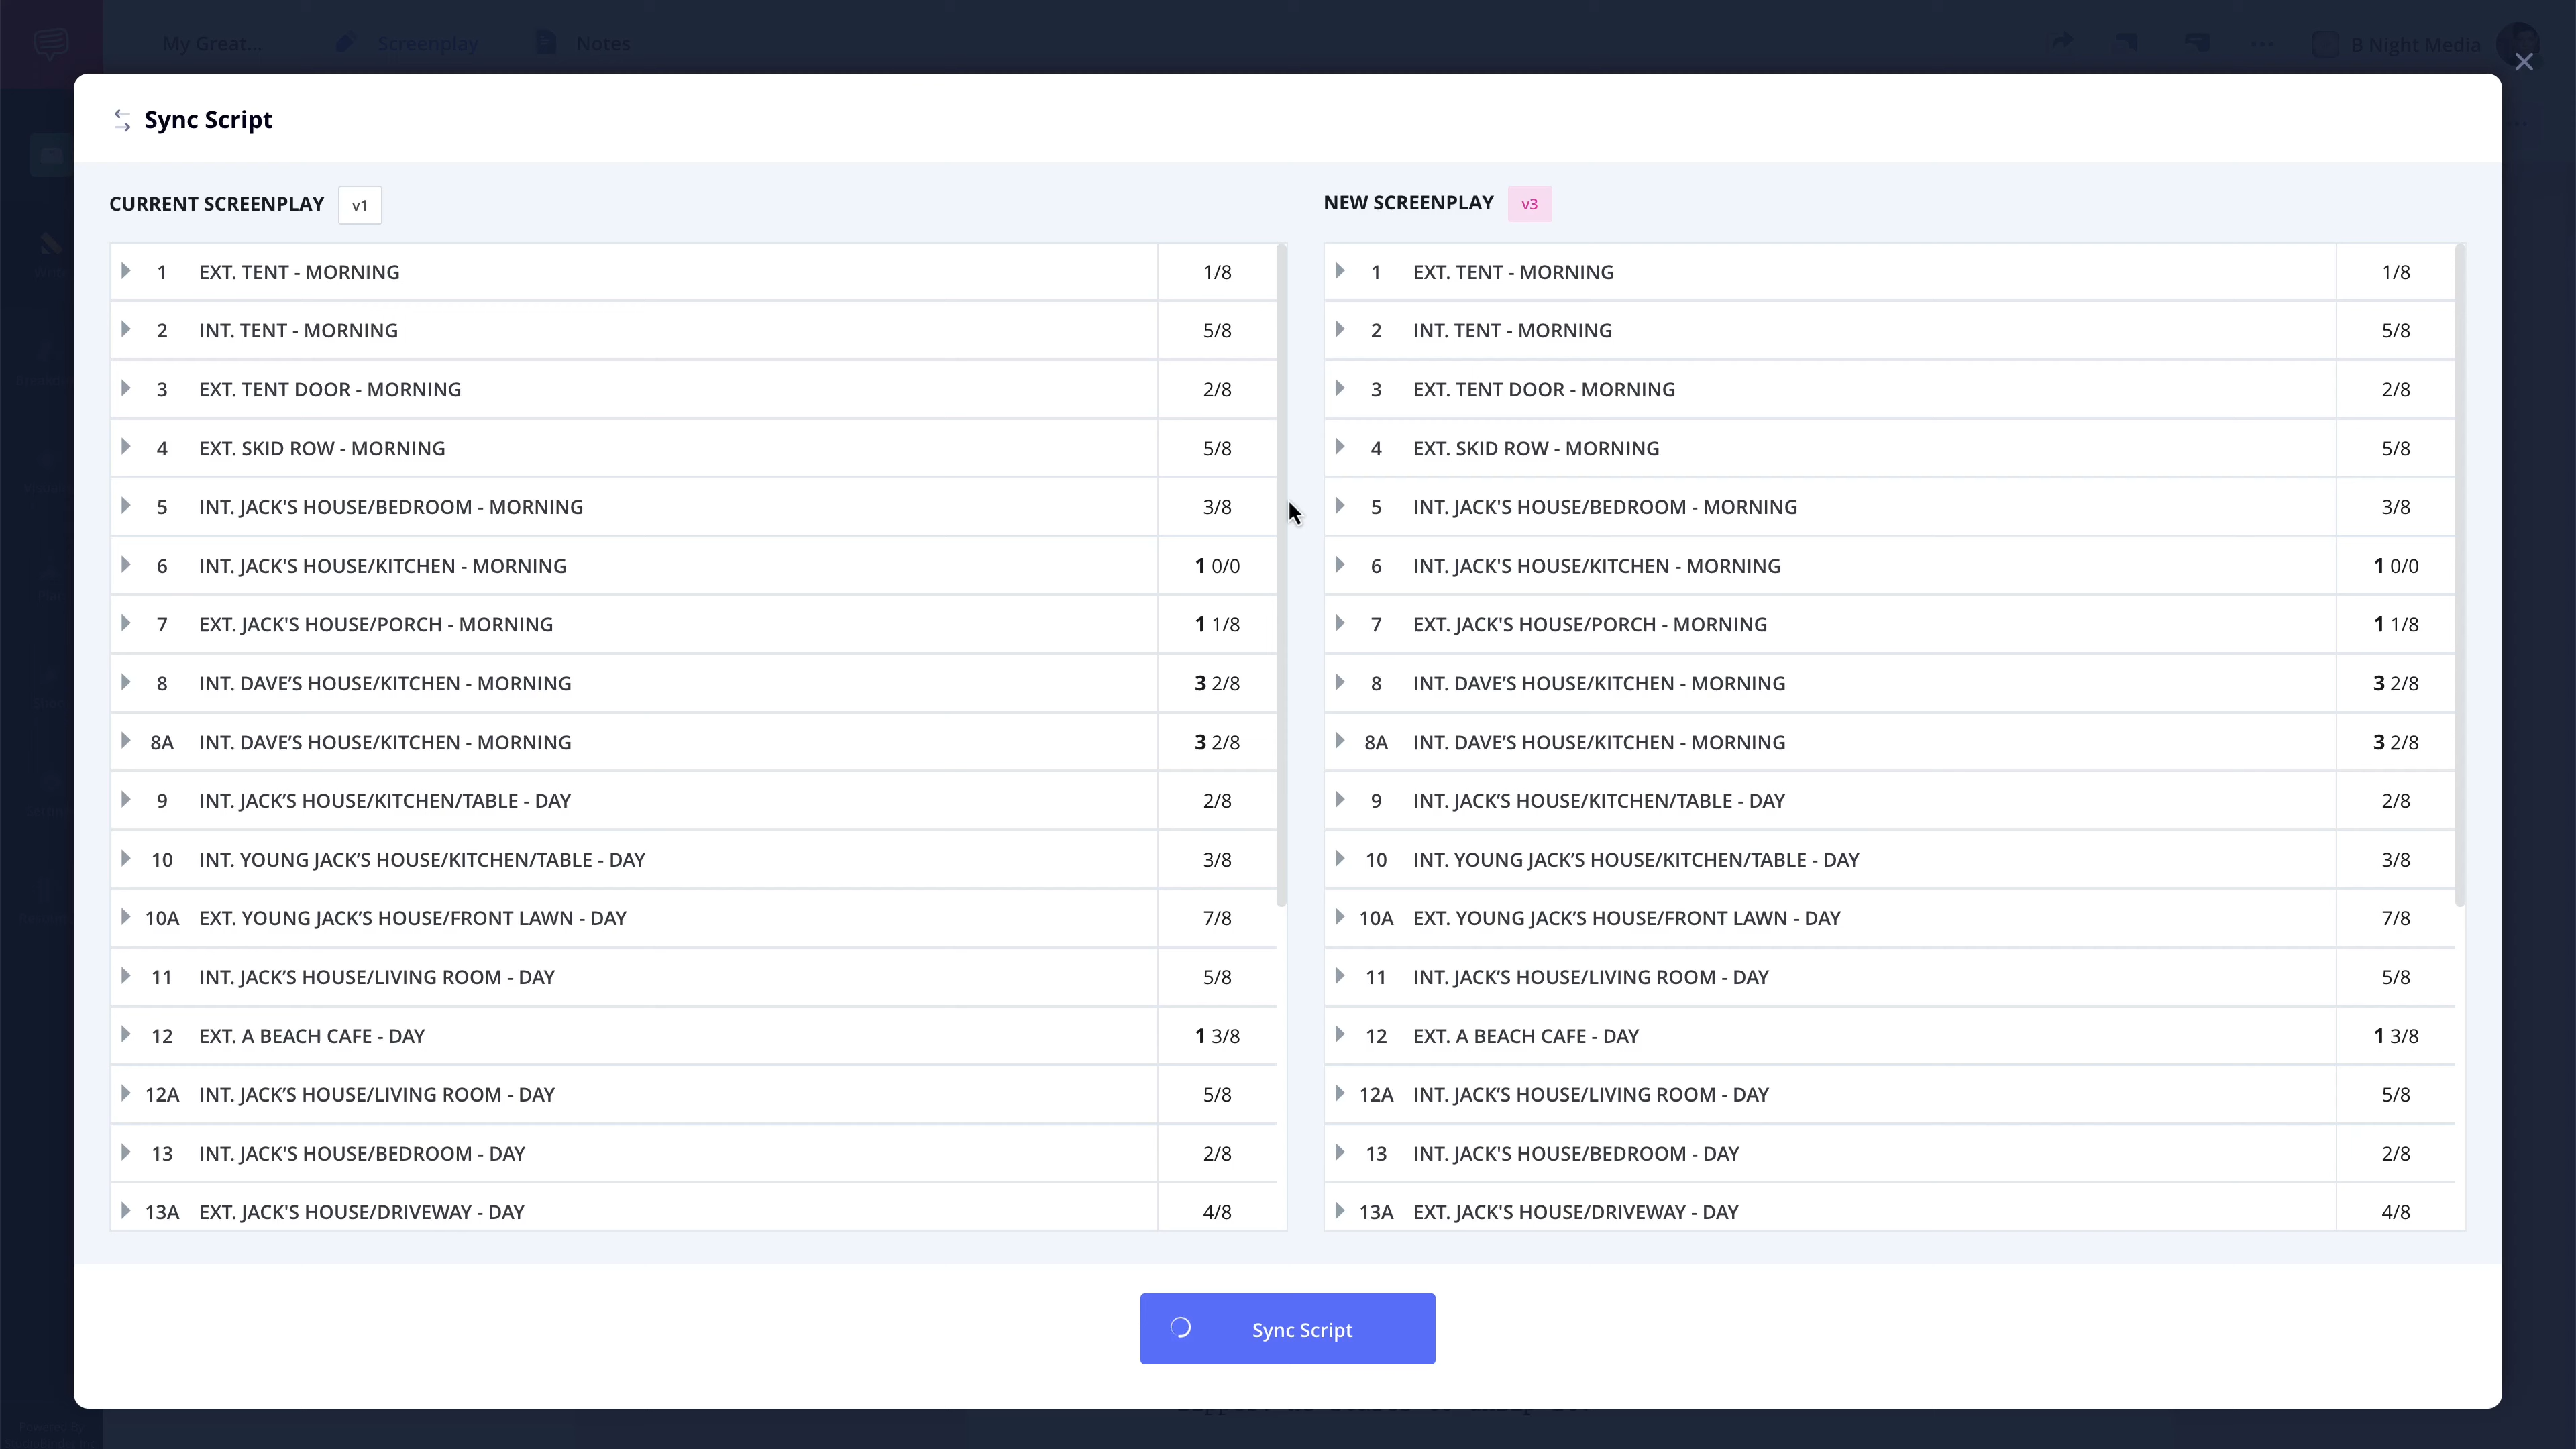 My Great... Screenplay Notes B Night Media
Sync Script
CURRENT SCREENPLAY v1
NEW SCREENPLAY v3
1 EXT. TENT - MORNING 1/8
2 INT. TENT - MORNING 5/8
3 EXT. TENT DOOR - MORNING 2/8
4 EXT. SKID ROW - MORNING 5/8
5 INT. JACK'S HOUSE/BEDROOM - MORNING 3/8
6 INT. JACK'S HOUSE/KITCHEN - MORNING 1 0/0
7 EXT. JACK'S HOUSE/PORCH - MORNING 1 1/8
8 INT. DAVE’S HOUSE/KITCHEN - MORNING 3 2/8
8A INT. DAVE’S HOUSE/KITCHEN - MORNING 3 2/8
9 INT. JACK’S HOUSE/KITCHEN/TABLE - DAY 2/8
10 INT. YOUNG JACK’S HOUSE/KITCHEN/TABLE - DAY 3/8
10A EXT. YOUNG JACK’S HOUSE/FRONT LAWN - DAY 7/8
11 INT. JACK’S HOUSE/LIVING ROOM - DAY 5/8
12 EXT. A BEACH CAFE - DAY 1 3/8
12A INT. JACK’S HOUSE/LIVING ROOM - DAY 5/8
13 INT. JACK'S HOUSE/BEDROOM - DAY 2/8
13A EXT. JACK'S HOUSE/DRIVEWAY - DAY 4/8
1 EXT. TENT - MORNING 1/8
2 INT. TENT - MORNING 5/8
3 EXT. TENT DOOR - MORNING 2/8
4 EXT. SKID ROW - MORNING 5/8
5 INT. JACK'S HOUSE/BEDROOM - MORNING 3/8
6 INT. JACK'S HOUSE/KITCHEN - MORNING 1 0/0
7 EXT. JACK'S HOUSE/PORCH - MORNING 1 1/8
8 INT. DAVE’S HOUSE/KITCHEN - MORNING 3 2/8
8A INT. DAVE’S HOUSE/KITCHEN - MORNING 3 2/8
9 INT. JACK’S HOUSE/KITCHEN/TABLE - DAY 2/8
10 INT. YOUNG JACK’S HOUSE/KITCHEN/TABLE - DAY 3/8
10A EXT. YOUNG JACK’S HOUSE/FRONT LAWN - DAY 7/8
11 INT. JACK’S HOUSE/LIVING ROOM - DAY 5/8
12 EXT. A BEACH CAFE - DAY 1 3/8
12A INT. JACK’S HOUSE/LIVING ROOM - DAY 5/8
13 INT. JACK'S HOUSE/BEDROOM - DAY 2/8
13A EXT. JACK'S HOUSE/DRIVEWAY - DAY 4/8
Sync Script